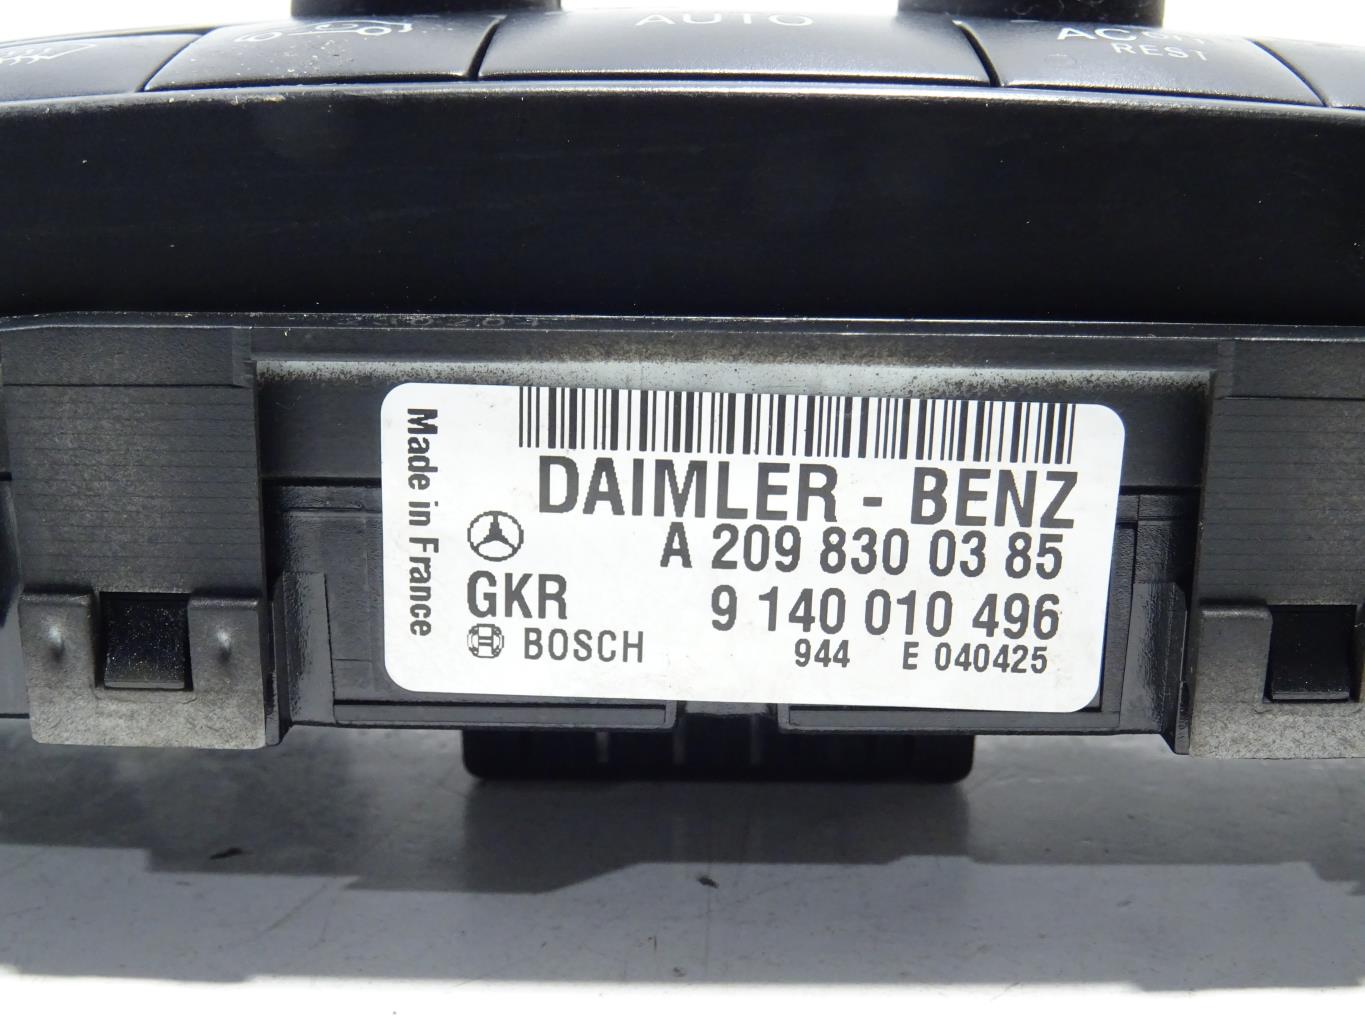 AUTO
AC
REST
Made in France
DAIMLER - BENZ
A 209 830 03 85
GKR
9 140 010 496
BOSCH
944 E 040425